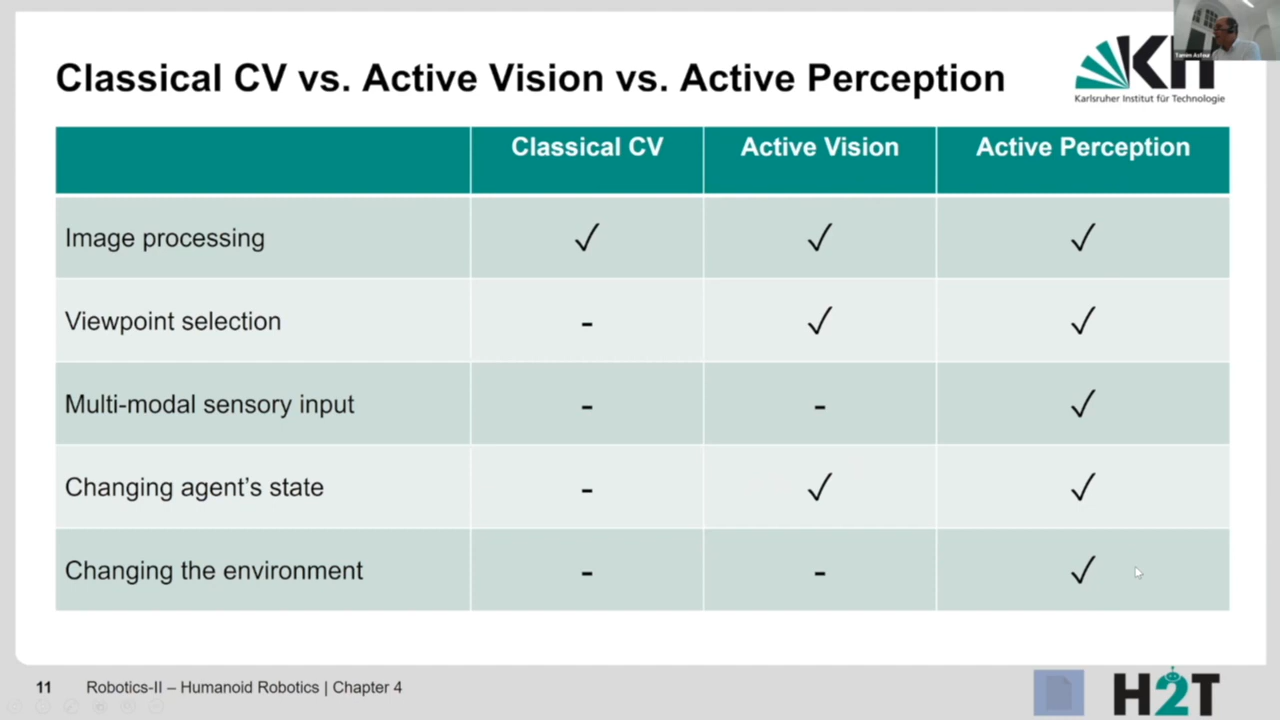 Classical CV vs. Active Vision vs. Active Perception
KIT
Karlsruher Institut für Technologie
Classical CV Active Vision Active Perception
Image processing ✓ ✓ ✓
Viewpoint selection - ✓ ✓
Multi-modal sensory input - - ✓
Changing agent's state - ✓ ✓
Changing the environment - - ✓
11 Robotics-II – Humanoid Robotics | Chapter 4
H2T